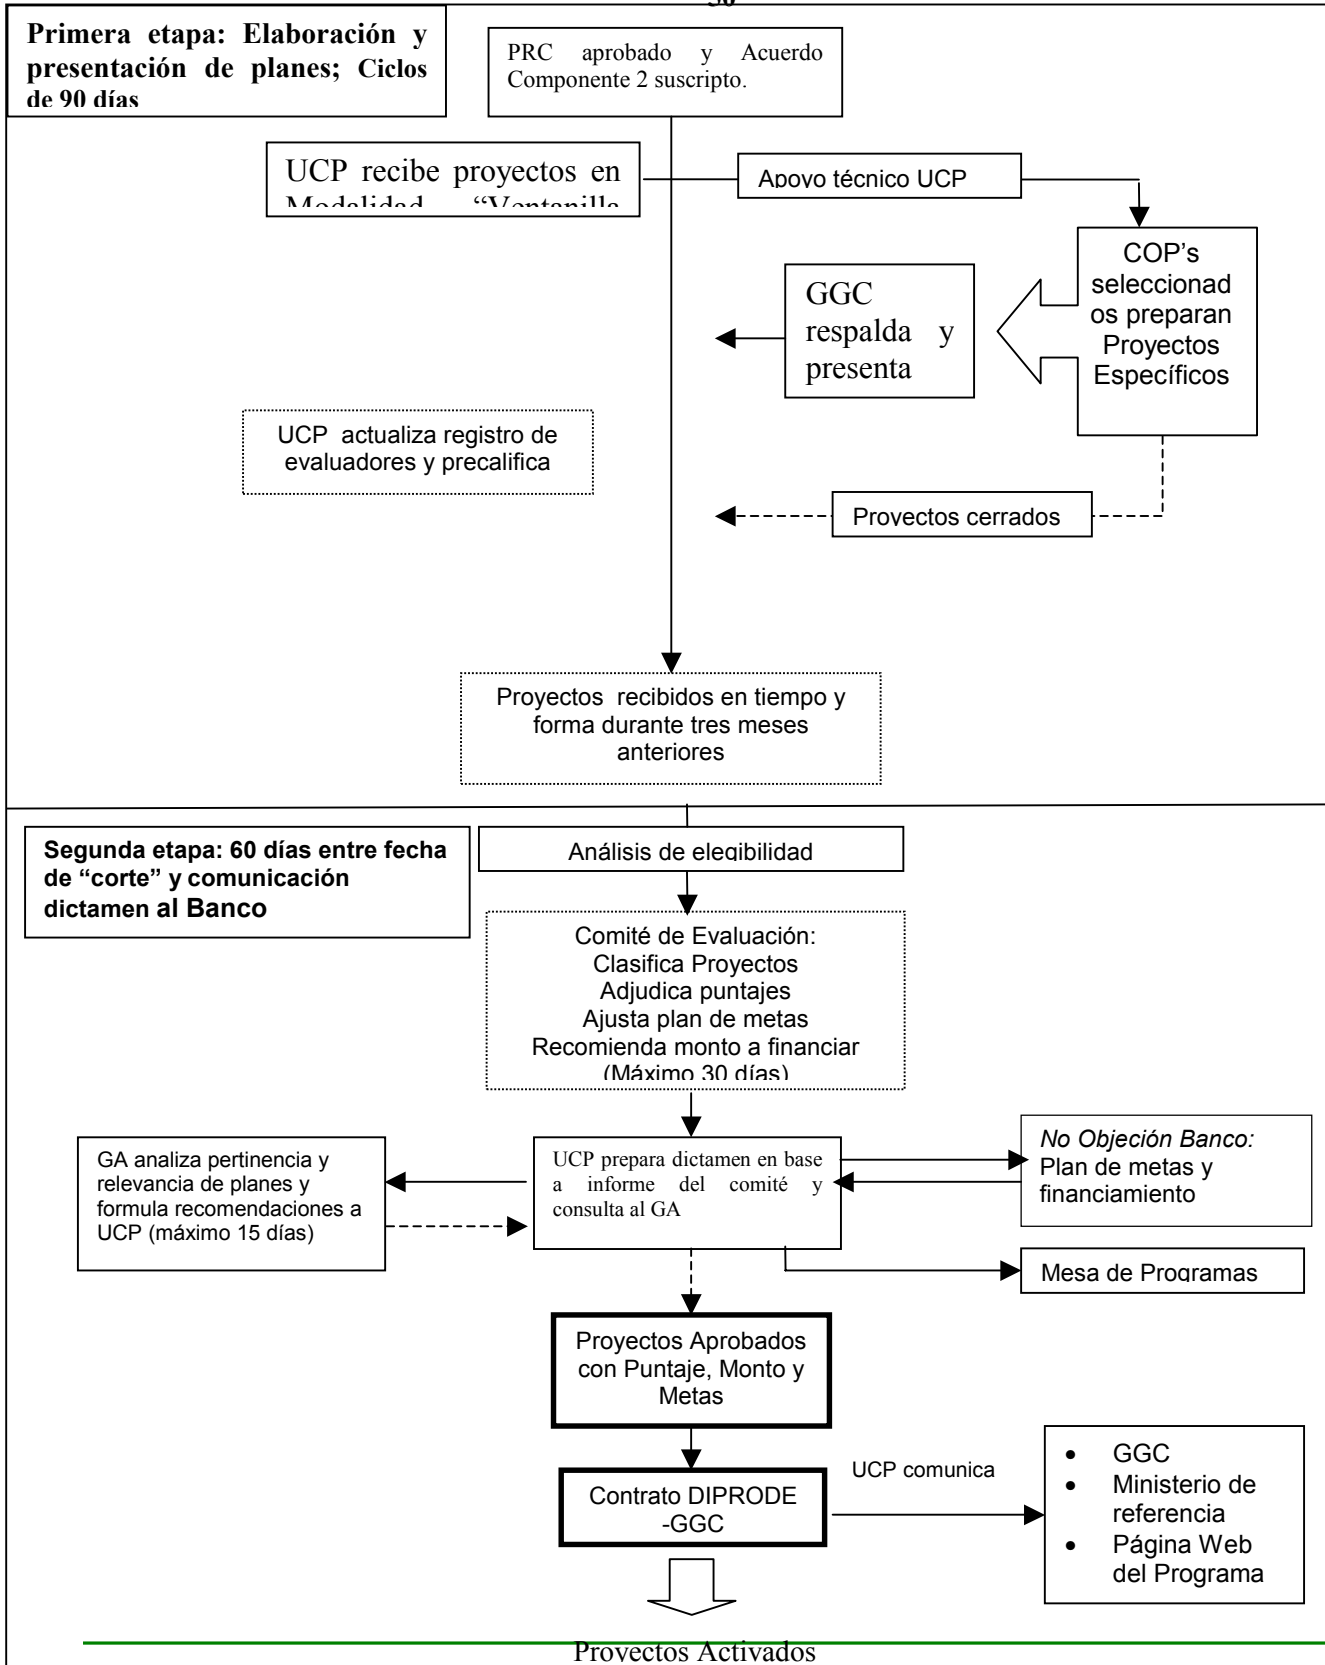 Primera etapa: Elaboración y
presentación de planes; Ciclos
de 90 días
PRC aprobado y Acuerdo
Componente 2 suscripto.
UCP recibe proyectos en
Modalidad “Ventanilla
Apoyo técnico UCP
COP’s
seleccionad
os preparan
Proyectos
Específicos
GGC
respalda y
presenta
UCP actualiza registro de
evaluadores y precalifica
Proyectos cerrados
Proyectos recibidos en tiempo y
forma durante tres meses
anteriores
Segunda etapa: 60 días entre fecha
de “corte” y comunicación
dictamen al Banco
Análisis de elegibilidad
Comité de Evaluación:
Clasifica Proyectos
Adjudica puntajes
Ajusta plan de metas
Recomienda monto a financiar
(Máximo 30 días)
GA analiza pertinencia y
relevancia de planes y
formula recomendaciones a
UCP (máximo 15 días)
UCP prepara dictamen en base
a informe del comité y
consulta al GA
No Objeción Banco:
Plan de metas y
financiamiento
Mesa de Programas
Proyectos Aprobados
con Puntaje, Monto y
Metas
Contrato DIPRODE
-GGC
UCP comunica
• GGC
• Ministerio de
referencia
• Página Web
del Programa
Proyectos Activados